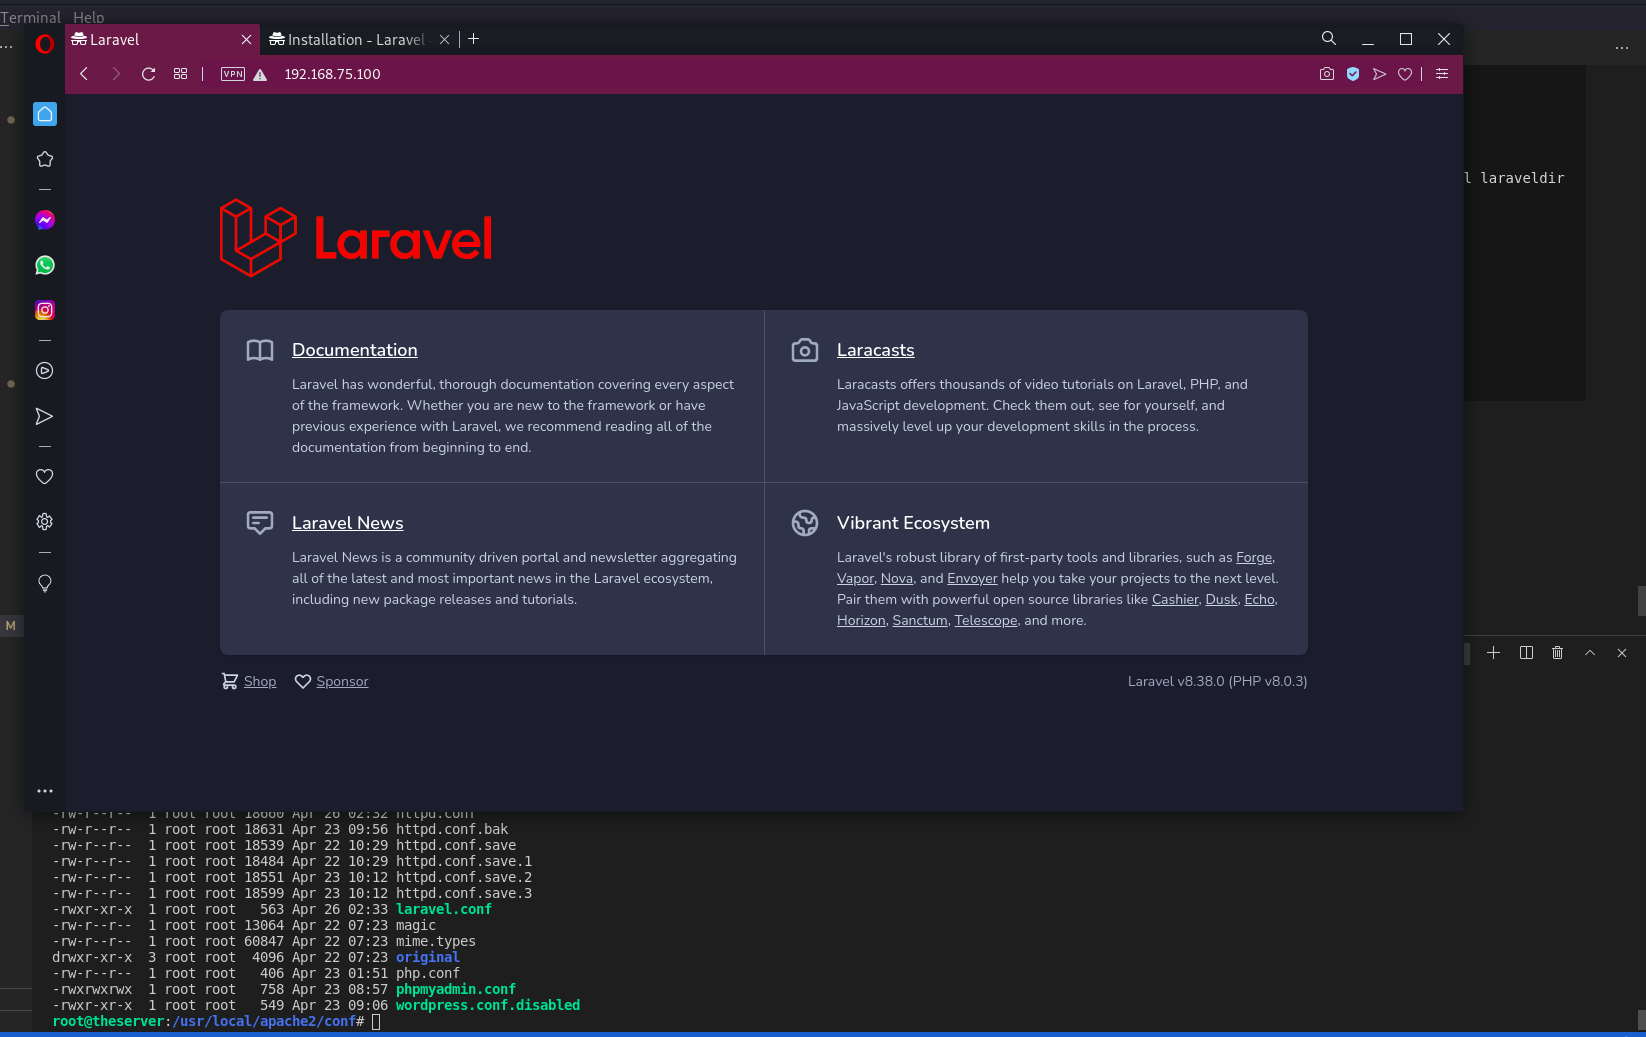 Terminal Help
Laravel
Installation - Laravel -
VPN
192.168.75.100
l laraveldir
Laravel
Documentation
Laravel has wonderful, thorough documentation covering every aspect
of the framework. Whether you are new to the framework or have
previous experience with Laravel, we recommend reading all of the
documentation from beginning to end.
Laracasts
Laracasts offers thousands of video tutorials on Laravel, PHP, and
JavaScript development. Check them out, see for yourself, and
massively level up your development skills in the process.
Laravel News
Laravel News is a community driven portal and newsletter aggregating
all of the latest and most important news in the Laravel ecosystem,
including new package releases and tutorials.
Vibrant Ecosystem
Laravel's robust library of first-party tools and libraries, such as Forge,
Vapor, Nova, and Envoyer help you take your projects to the next level.
Pair them with powerful open source libraries like Cashier, Dusk, Echo,
Horizon, Sanctum, Telescope, and more.
M
Shop
Sponsor
Laravel v8.38.0 (PHP v8.0.3)
-rw-r--r-- 1 root root 18660 Apr 26 02:32 httpd.conf
-rw-r--r-- 1 root root 18631 Apr 23 09:56 httpd.conf.bak
-rw-r--r-- 1 root root 18539 Apr 22 10:29 httpd.conf.save
-rw-r--r-- 1 root root 18484 Apr 22 10:29 httpd.conf.save.1
-rw-r--r-- 1 root root 18551 Apr 23 10:12 httpd.conf.save.2
-rw-r--r-- 1 root root 18599 Apr 23 10:12 httpd.conf.save.3
-rwxr-xr-x 1 root root 563 Apr 26 02:33 laravel.conf
-rw-r--r-- 1 root root 13064 Apr 22 07:23 magic
-rw-r--r-- 1 root root 60847 Apr 22 07:23 mime.types
drwxr-xr-x 3 root root 4096 Apr 22 07:23 original
-rw-r--r-- 1 root root 406 Apr 23 01:51 php.conf
-rwxrwxrwx 1 root root 758 Apr 23 08:57 phpmyadmin.conf
-rwxr-xr-x 1 root root 549 Apr 23 09:06 wordpress.conf.disabled
root@theserver:/usr/local/apache2/conf#